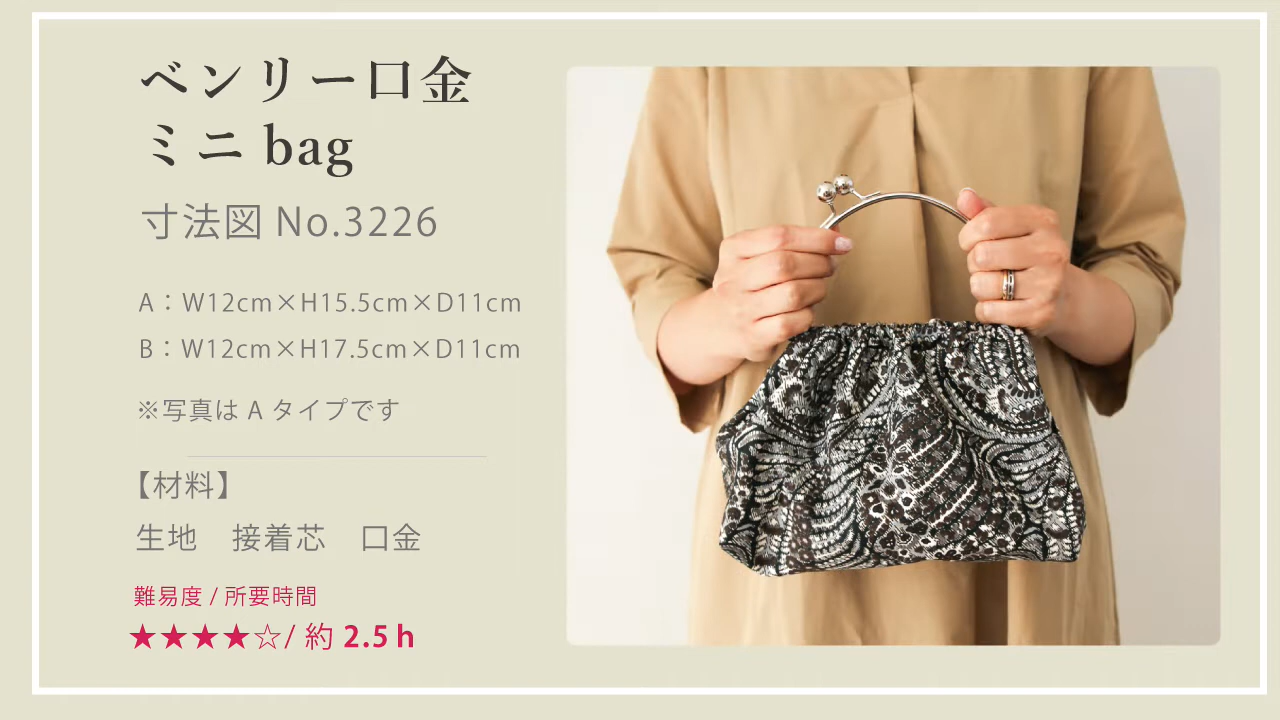 ベンリー口金
ミニ bag
寸法図 No.3226
A：W12cm×H15.5cm×D11cm
B：W12cm×H17.5cm×D11cm
※写真は A タイプです
【材料】
生地　接着芯　口金
難易度 / 所要時間
★★★★☆/ 約 2.5 h